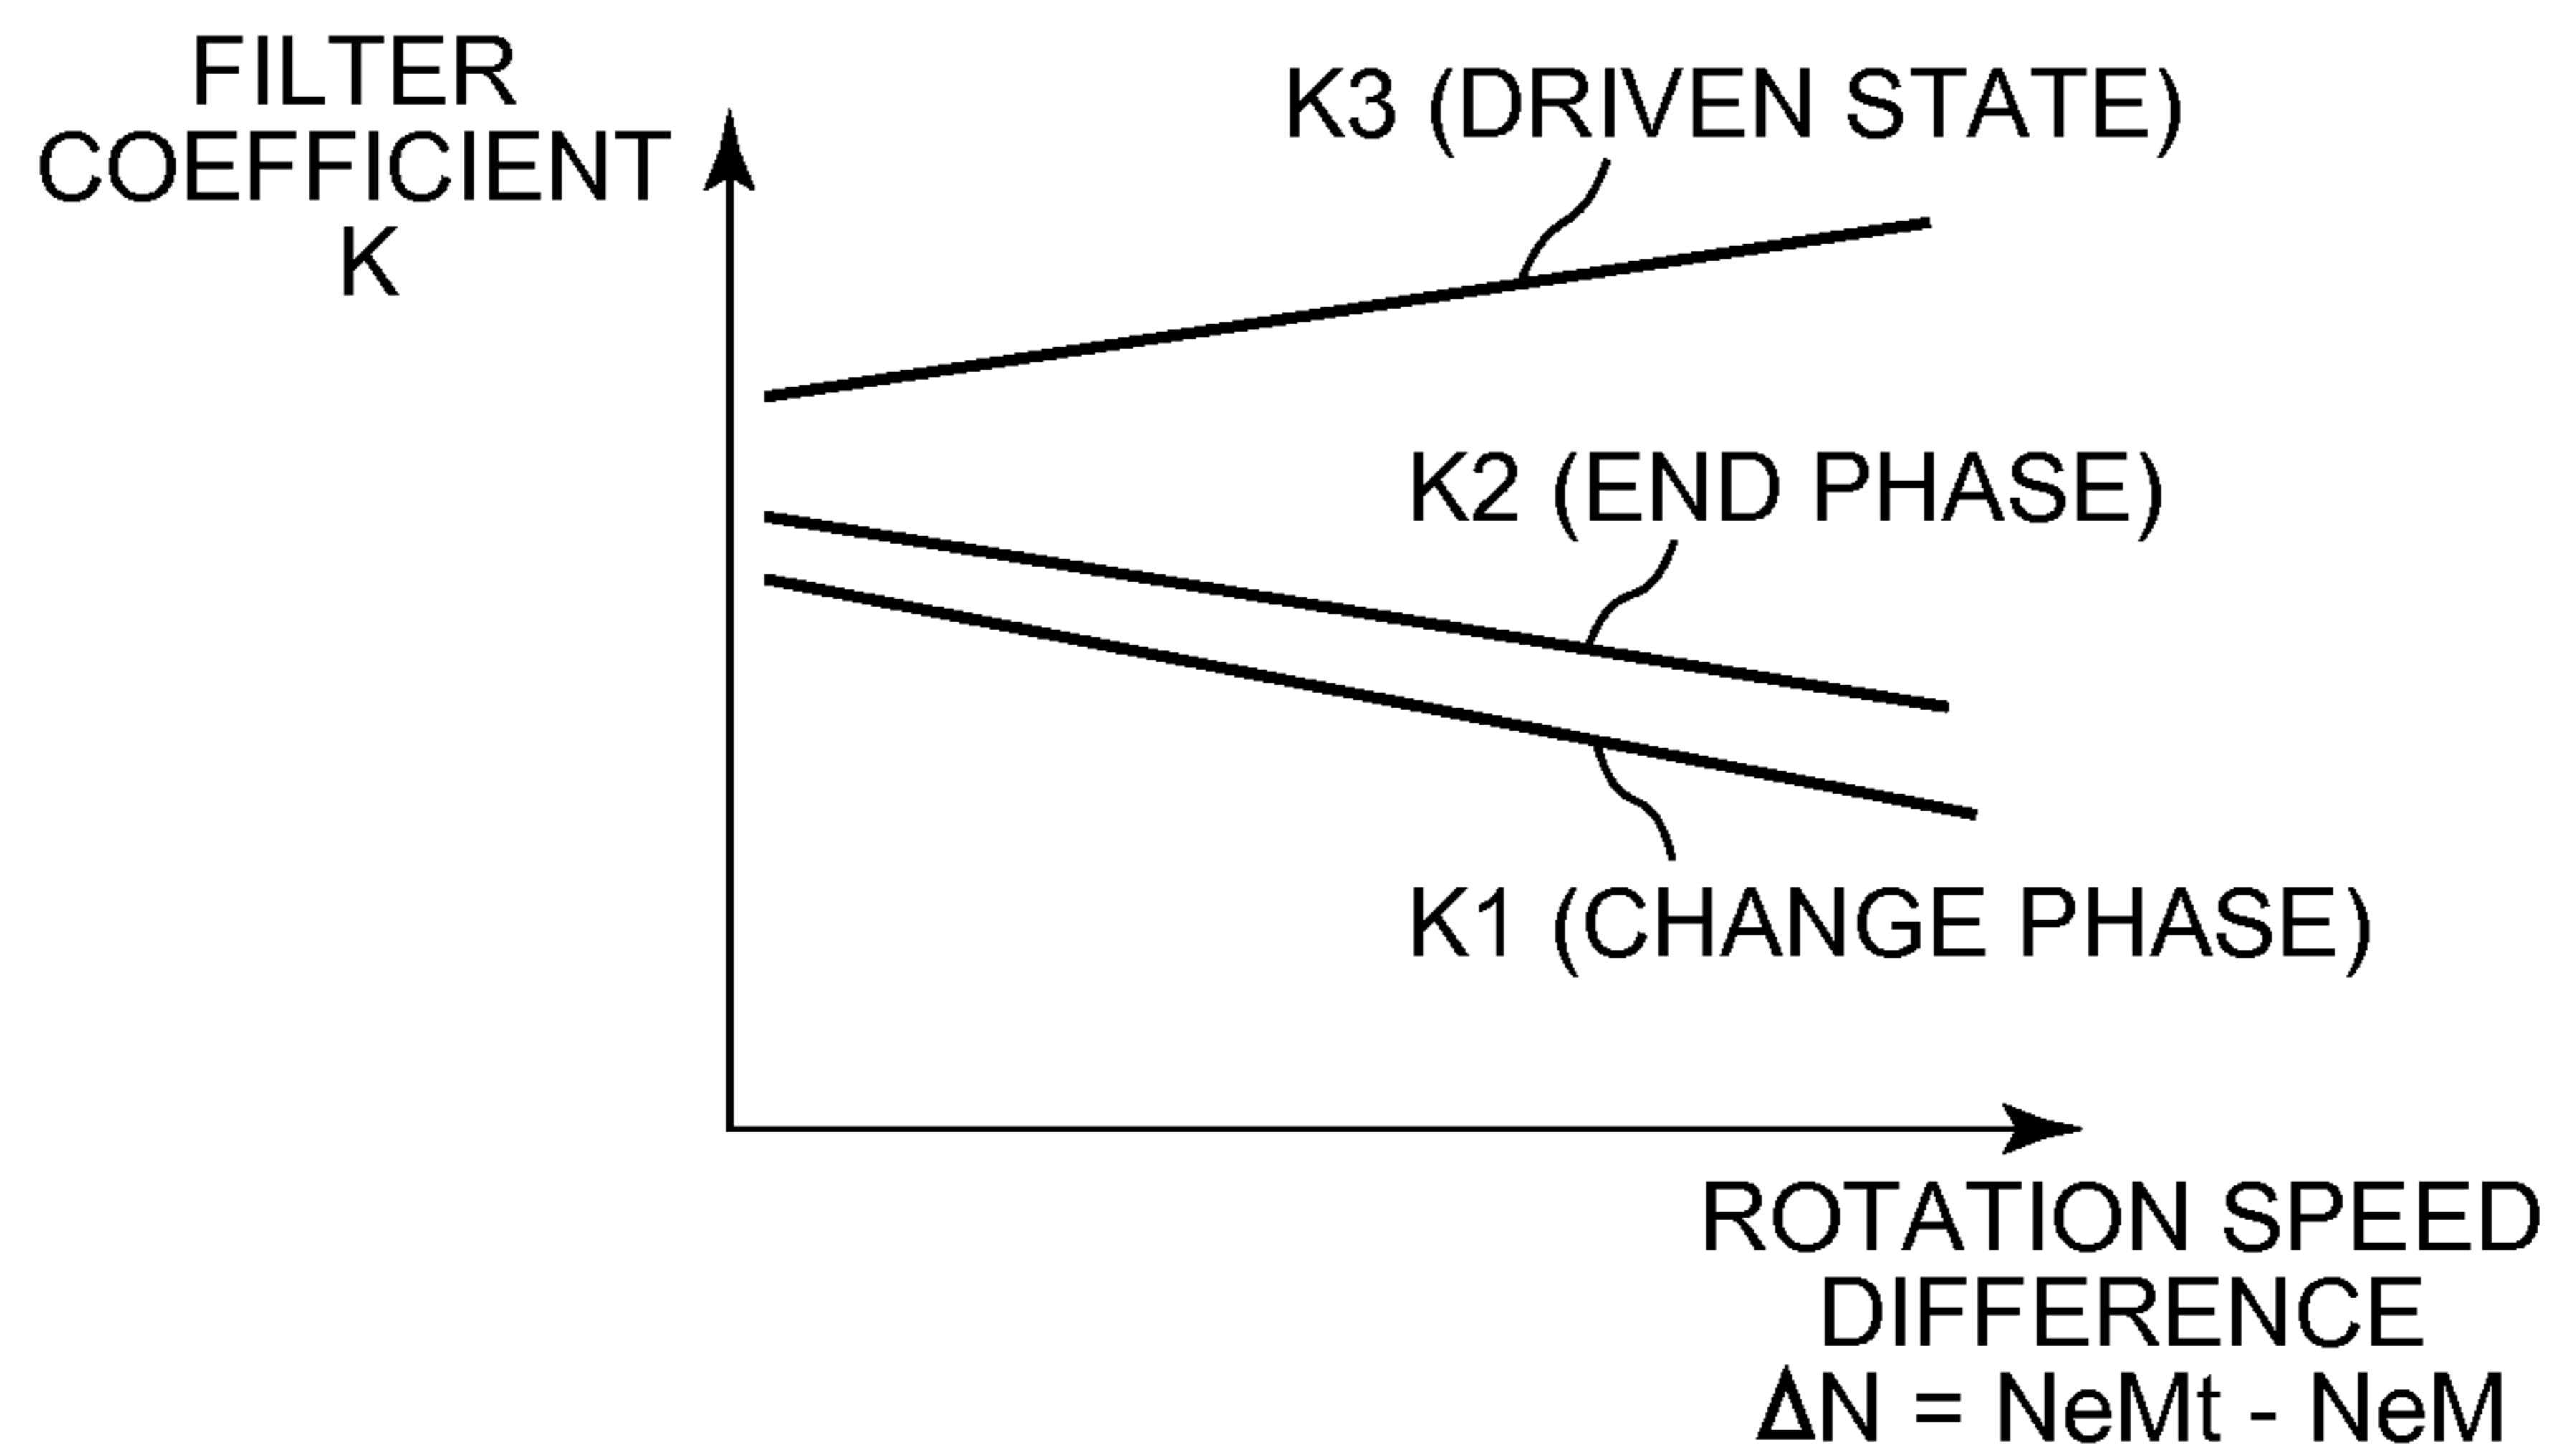 FILTER
COEFFICIENT
K
K3 (DRIVEN STATE)
K2 (END PHASE)
K1 (CHANGE PHASE)
ROTATION SPEED
DIFFERENCE
ΔN = NeMt - NeM